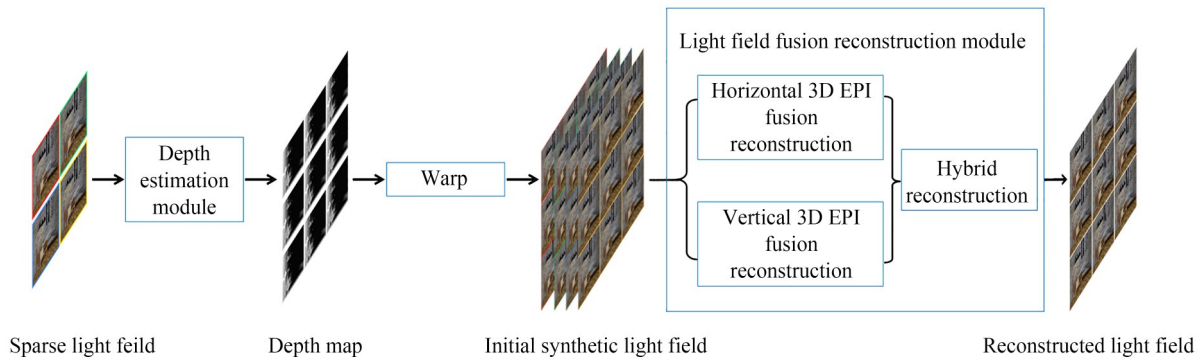 Light field fusion reconstruction module
Horizontal 3D EPI
fusion
reconstruction
Depth
estimation
module
Warp
Hybrid
reconstruction
Vertical 3D EPI
fusion
reconstruction
Sparse light feild
Depth map
Initial synthetic light field
Reconstructed light field